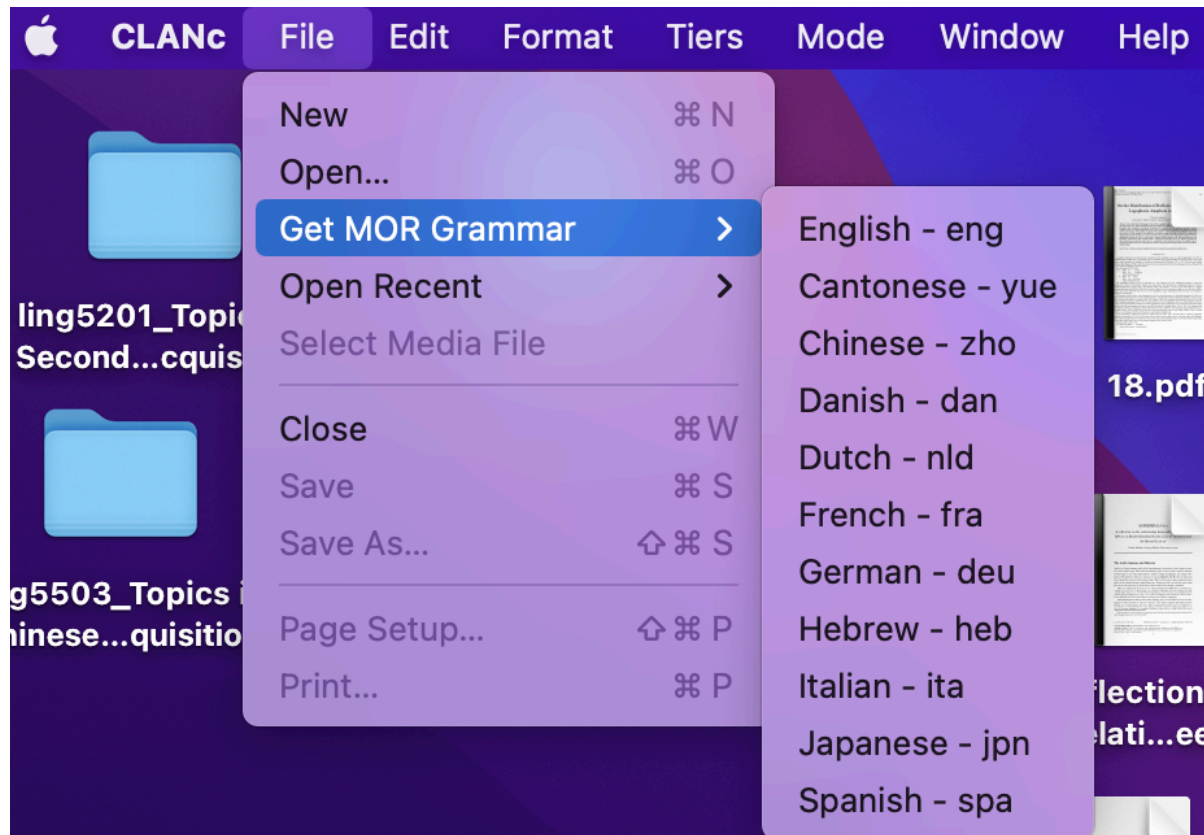 CLANc File Edit Format Tiers Mode Window Help
New ⌘ N
Open... ⌘ O
Get MOR Grammar >
Open Recent >
Select Media File
Close ⌘ W
Save ⌘ S
Save As... ⇧ ⌘ S
Page Setup... ⇧ ⌘ P
Print... ⌘ P
English - eng
Cantonese - yue
Chinese - zho
Danish - dan
Dutch - nld
French - fra
German - deu
Hebrew - heb
Italian - ita
Japanese - jpn
Spanish - spa
ling5201_Topi
Second...cquis
g5503_Topics
hinese...quisitio
18.pdf
flection
elati...ee